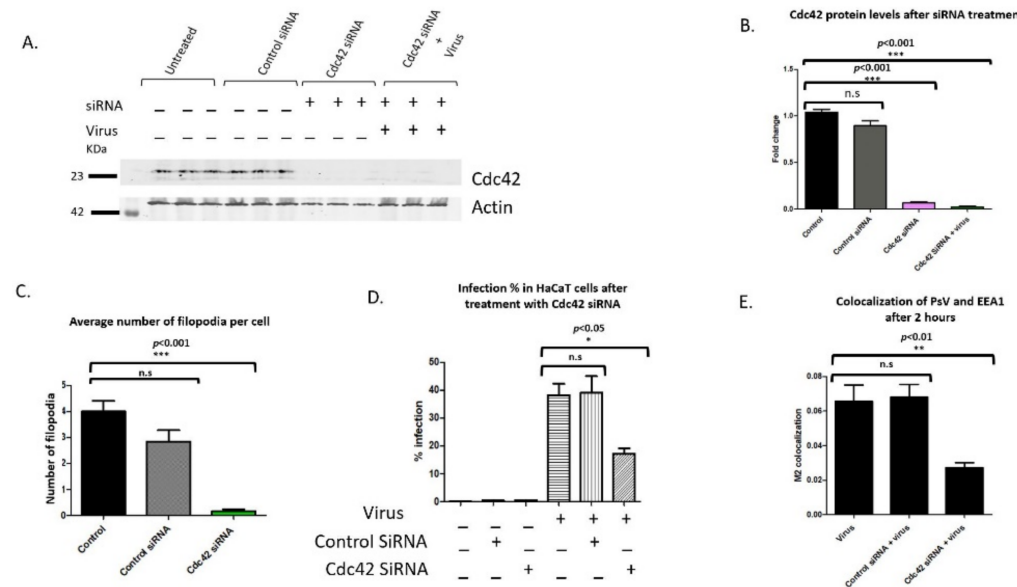 A.
Untreated
Control siRNA
Cdc42 siRNA
Cdc42 siRNA
+
Virus
siRNA — — — — — — + + + + + +
Virus — — — — — — — — — + + +
KDa
23
Cdc42
42
Actin
B.
Cdc42 protein levels after siRNA treatment
p<0.001
***
p<0.001
***
n.s
1.5
1.0
0.5
0.0
Fold change
Control
Control siRNA
Cdc42 siRNA
Cdc42 SiRNA + virus
C.
Average number of filopodia per cell
p<0.001
***
n.s
5
4
3
2
1
0
Number of filopodia
Control
Control siRNA
Cdc42 siRNA
D.
Infection % in HaCaT cells after
treatment with Cdc42 siRNA
p<0.05
*
n.s
50
40
30
20
10
0
% infection
Virus — — — + + +
Control SiRNA — + — — + —
Cdc42 SiRNA — — + — — +
E.
Colocalization of PsV and EEA1
after 2 hours
p<0.01
**
n.s
0.08
0.06
0.04
0.02
0.00
M2 colocalization
Virus
Control siRNA + virus
Cdc42 siRNA + virus